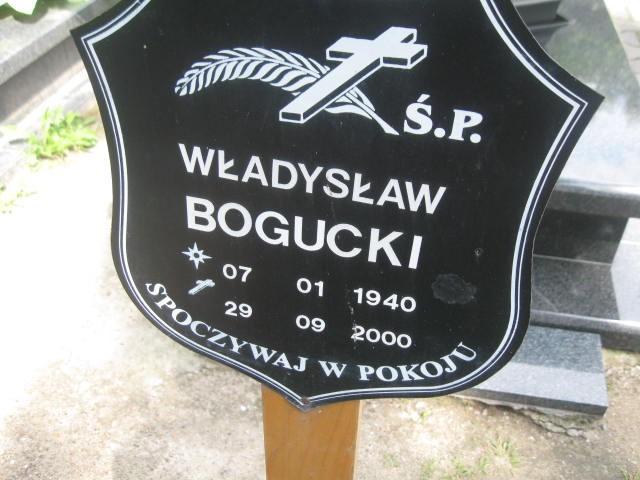 Ś.P.
WŁADYSŁAW
BOGUCKI
07 01 1940
29 09 2000
SPOCZYWAJ W POKOJU